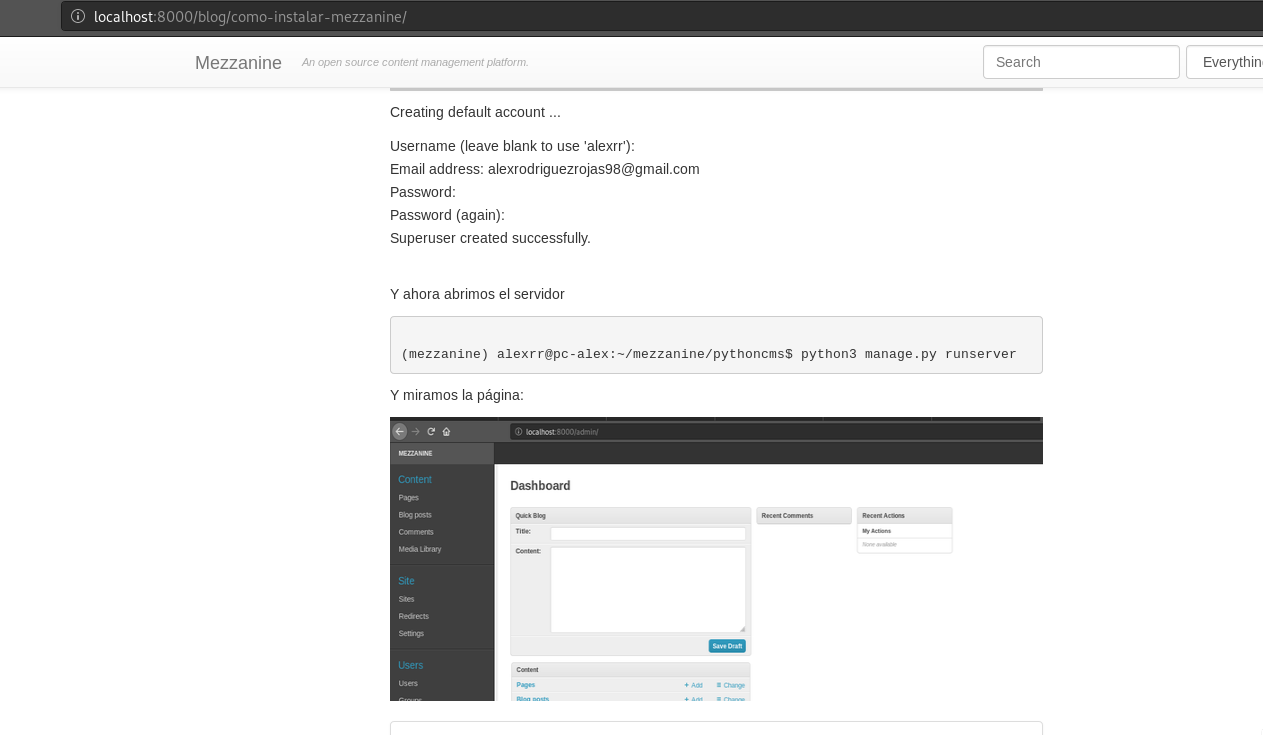 localhost:8000/blog/como-instalar-mezzanine/
Mezzanine An open source content management platform. Search Everythin
Creating default account ...
Username (leave blank to use 'alexrr'):
Email address: alexrodriguezrojas98@gmail.com
Password:
Password (again):
Superuser created successfully.
Y ahora abrimos el servidor
(mezzanine) alexrr@pc-alex:~/mezzanine/pythoncms$ python3 manage.py runserver
Y miramos la página:
localhost:8000/admin/
MEZZANINE
Content
Pages
Blog posts
Comments
Media Library
Site
Sites
Redirects
Settings
Users
Users
Groups
Dashboard
Quick Blog
Title:
Content:
Save Draft
Content
Pages + Add Change
Blog posts + Add Change
Recent Comments
Recent Actions
My Actions
None available